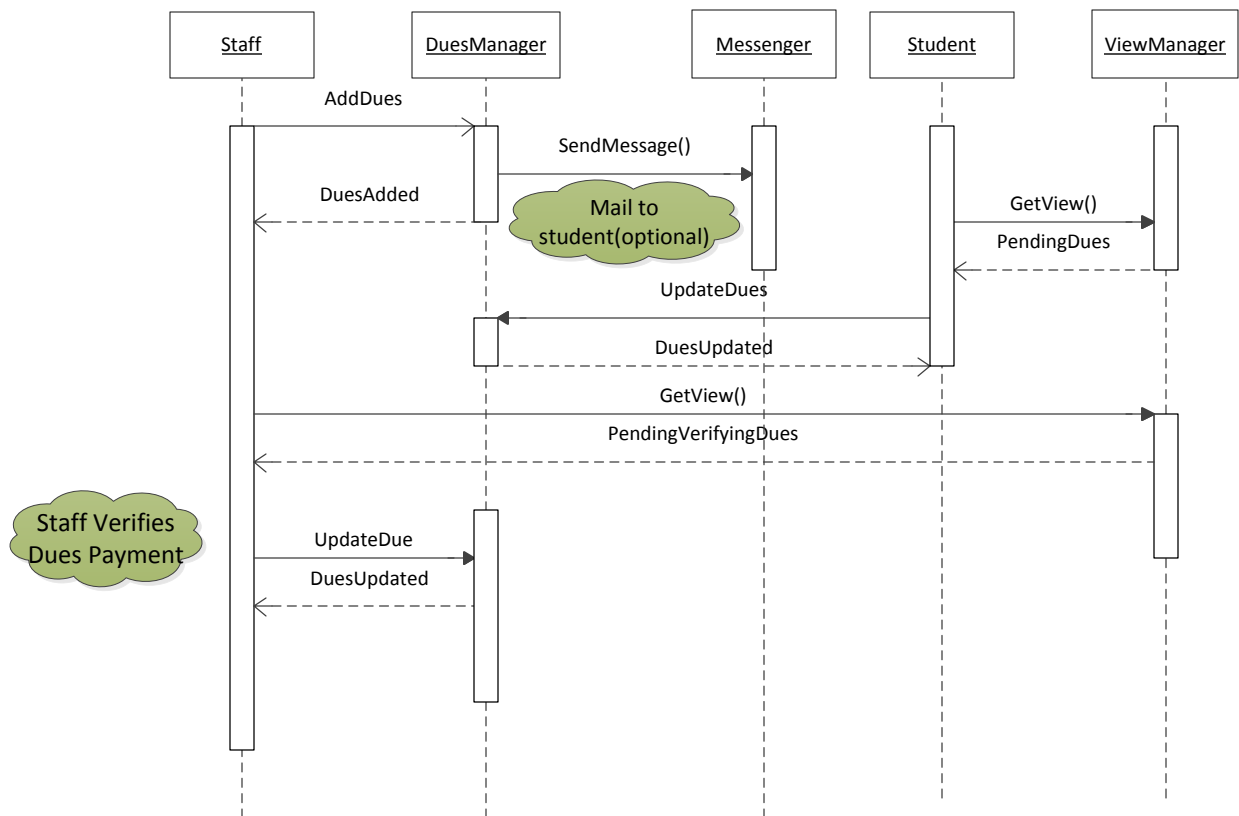 Staff
DuesManager
Messenger
Student
ViewManager
AddDues
SendMessage()
DuesAdded
Mail to
student(optional)
GetView()
PendingDues
UpdateDues
DuesUpdated
GetView()
PendingVerifyingDues
Staff Verifies
Dues Payment
UpdateDue
DuesUpdated